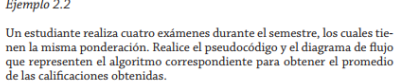 Ejemplo 2.2
Un estudiante realiza cuatro exámenes durante el semestre, los cuales tie-
nen la misma ponderación. Realice el pseudocódigo y el diagrama de flujo
que representen el algoritmo correspondiente para obtener el promedio
de las calificaciones obtenidas.